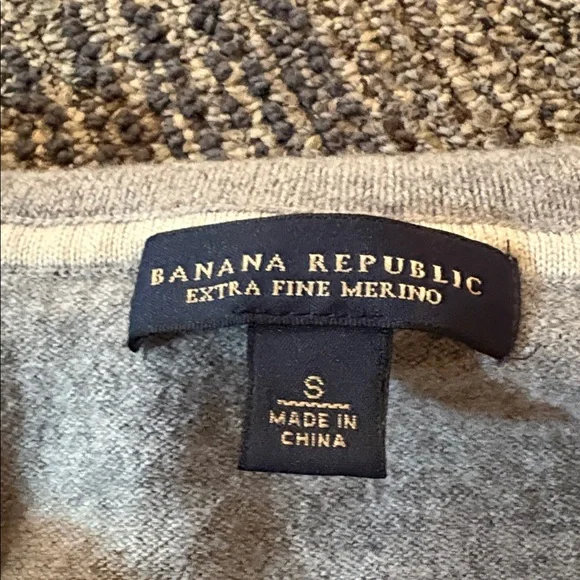 BANANA REPUBLIC
EXTRA FINE MERINO
S
MADE IN
CHINA